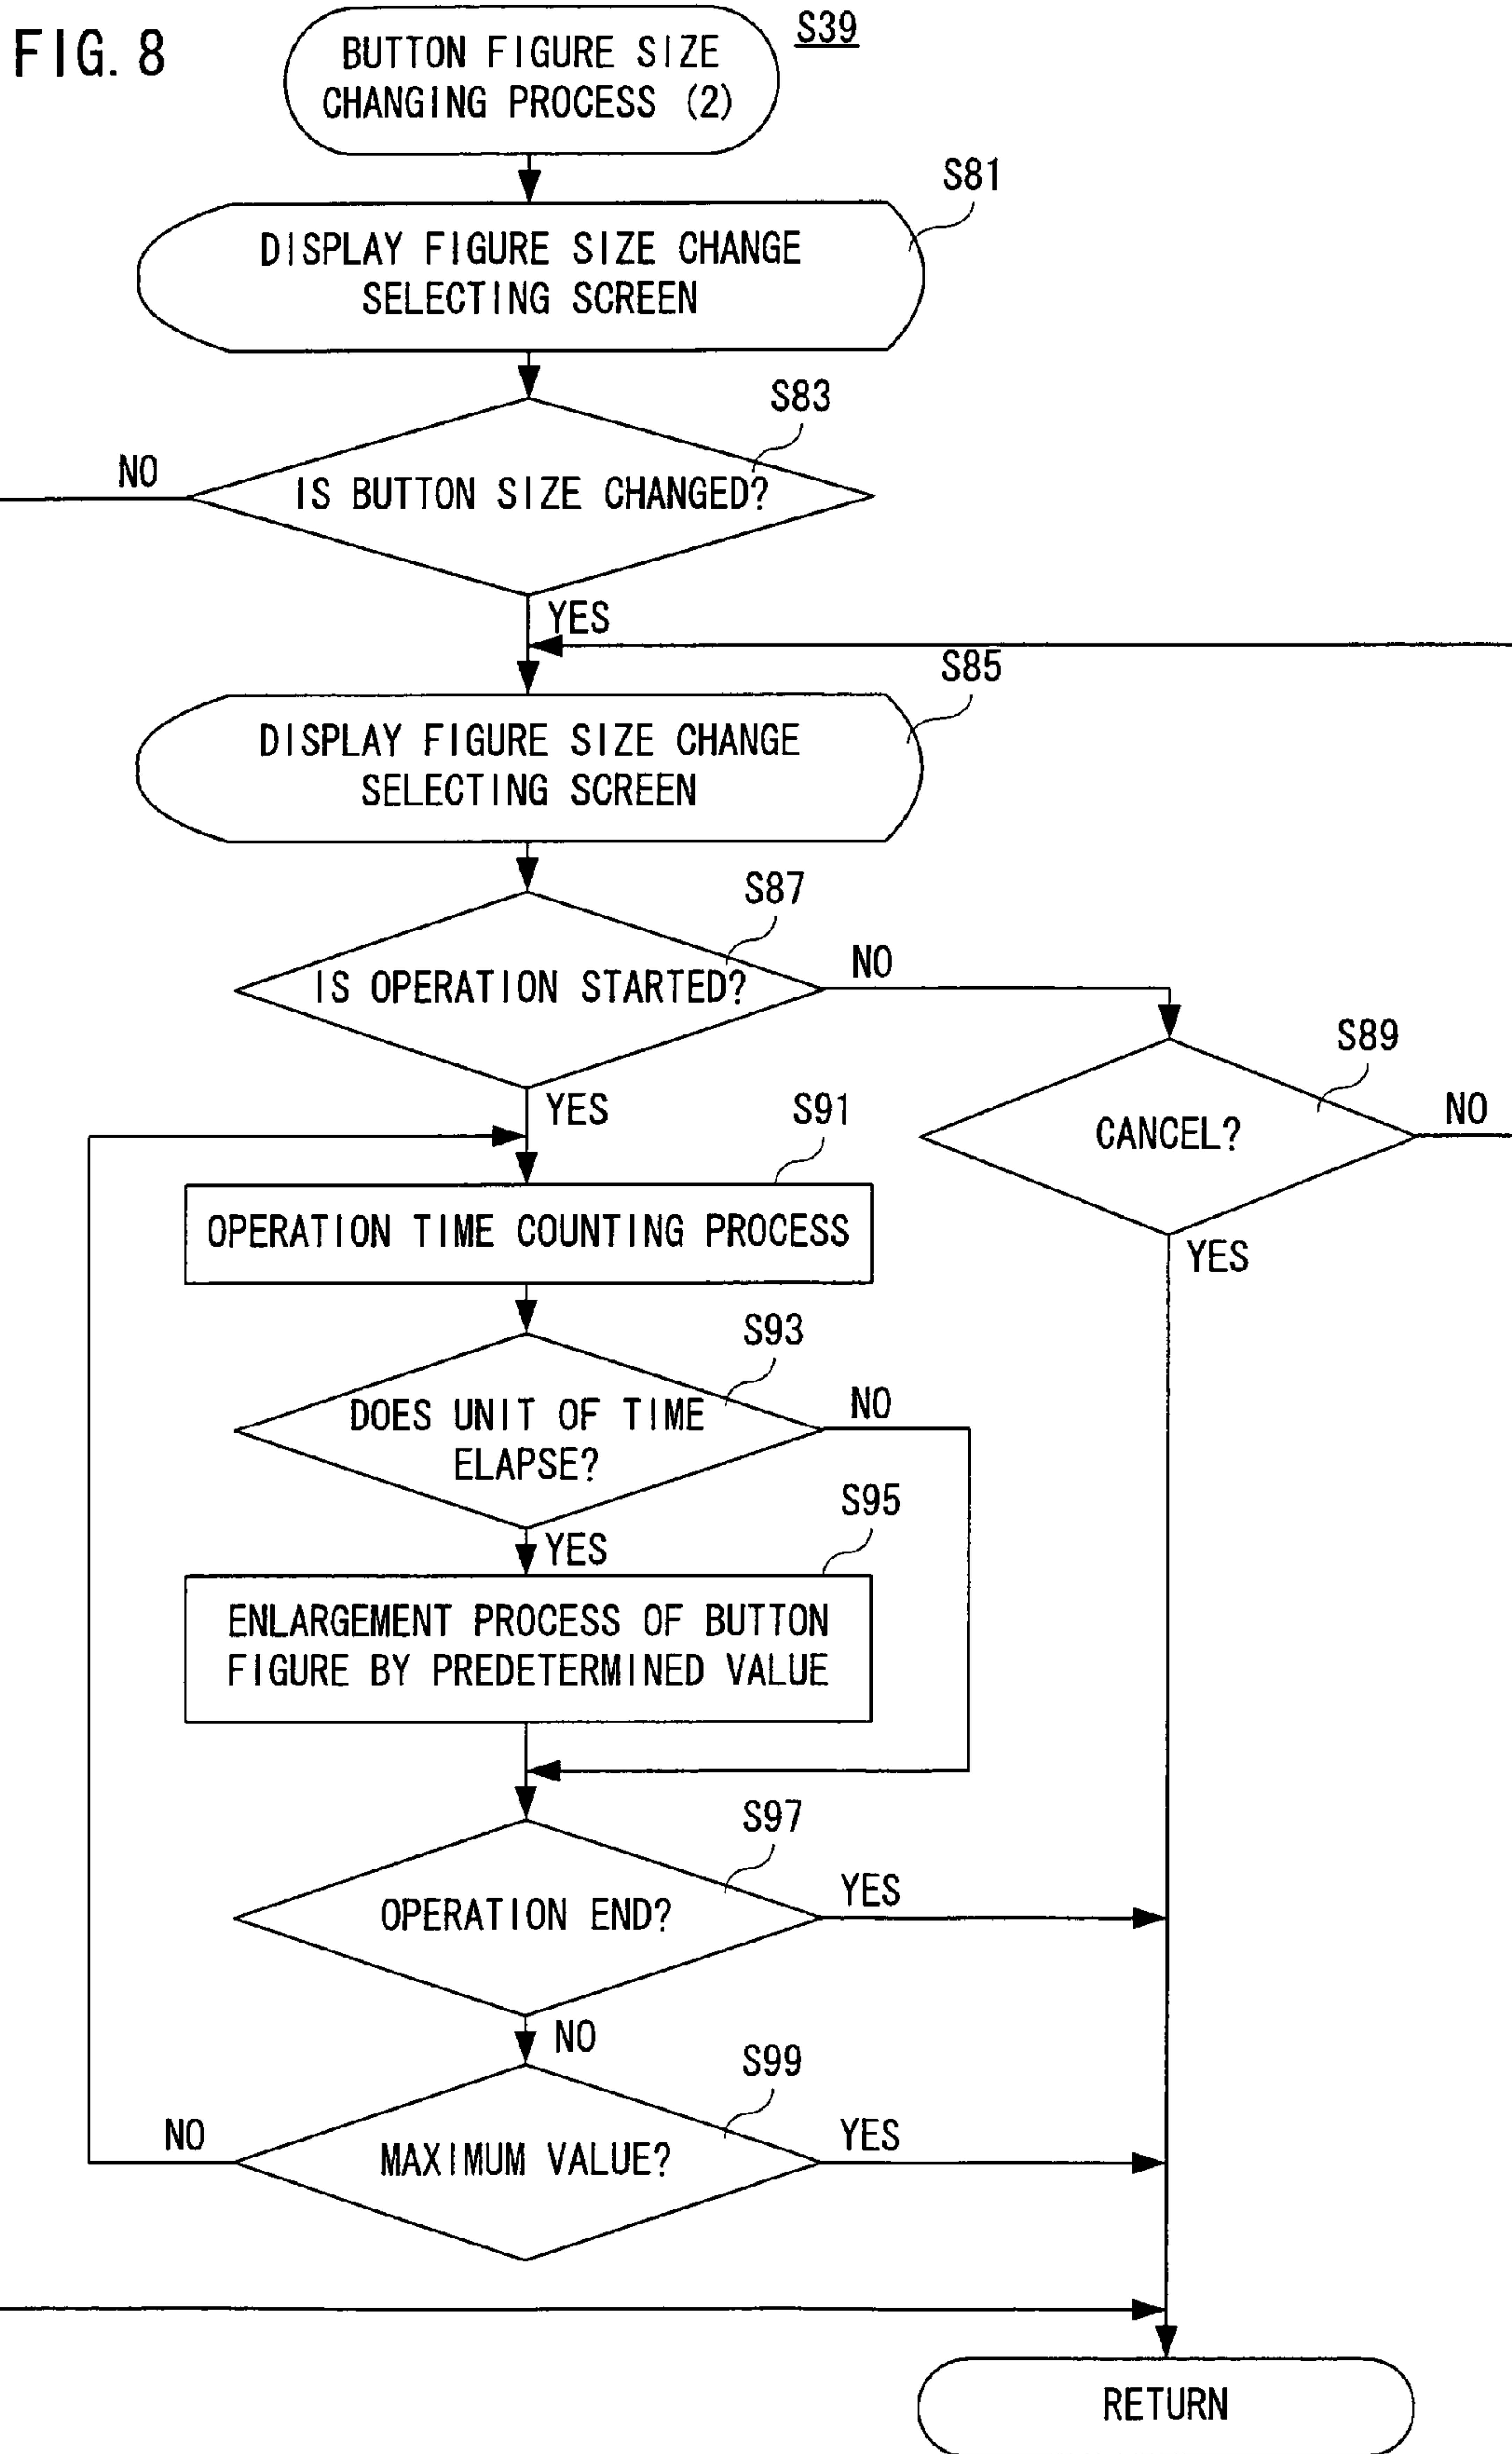 FIG. 8
S39
BUTTON FIGURE SIZE
CHANGING PROCESS (2)
S81
DISPLAY FIGURE SIZE CHANGE
SELECTING SCREEN
S83
NO
IS BUTTON SIZE CHANGED?
YES
S85
DISPLAY FIGURE SIZE CHANGE
SELECTING SCREEN
S87
IS OPERATION STARTED?
NO
S89
YES
CANCEL?
NO
S91
OPERATION TIME COUNTING PROCESS
YES
S93
DOES UNIT OF TIME
ELAPSE?
NO
S95
YES
ENLARGEMENT PROCESS OF BUTTON
FIGURE BY PREDETERMINED VALUE
S97
OPERATION END?
YES
NO
S99
NO
MAXIMUM VALUE?
YES
RETURN